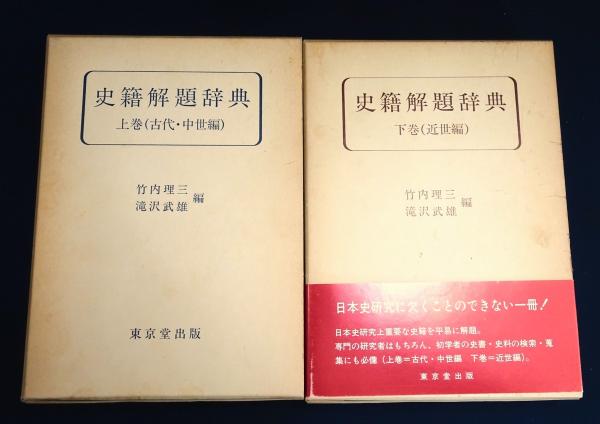 史籍解題辞典
上巻(古代・中世編)
竹内理三
滝沢武雄
編
東京堂出版
史籍解題辞典
下巻(近世編)
竹内理三
滝沢武雄
編
日本史研究に欠くことのできない一冊!
日本史研究上重要な史籍を平易に解題。
専門の研究者はもちろん、初学者の史書・史料の検索・蒐
集にも必備(上巻=古代・中世編 下巻=近世編)。
東京堂出版